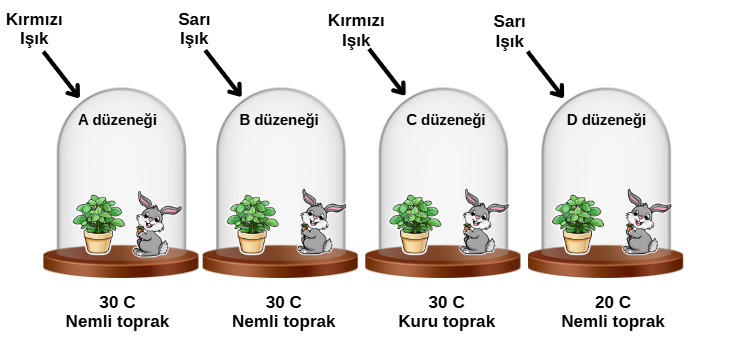 Kırmızı
Işık
Sarı
Işık
Kırmızı
Işık
Sarı
Işık
A düzeneği
B düzeneği
C düzeneği
D düzeneği
30 C
Nemli toprak
30 C
Nemli toprak
30 C
Kuru toprak
20 C
Nemli toprak